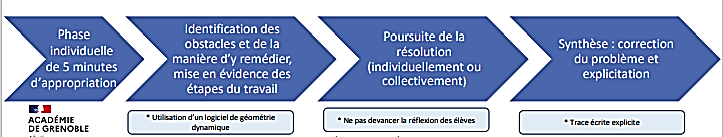 Phase
individuelle
de 5 minutes
d'appropriation
Identification des
obstacles et de la
manière d'y remédier,
mise en évidence des
étapes du travail
Poursuite de la
résolution
(individuellement ou
collectivement)
Synthèse : correction
du problème et
explicitation
ACADÉMIE
DE GRENOBLE
* Utilisation d'un logiciel de géométrie
dynamique
* Ne pas devancer la réflexion des élèves
* Trace écrite explicite